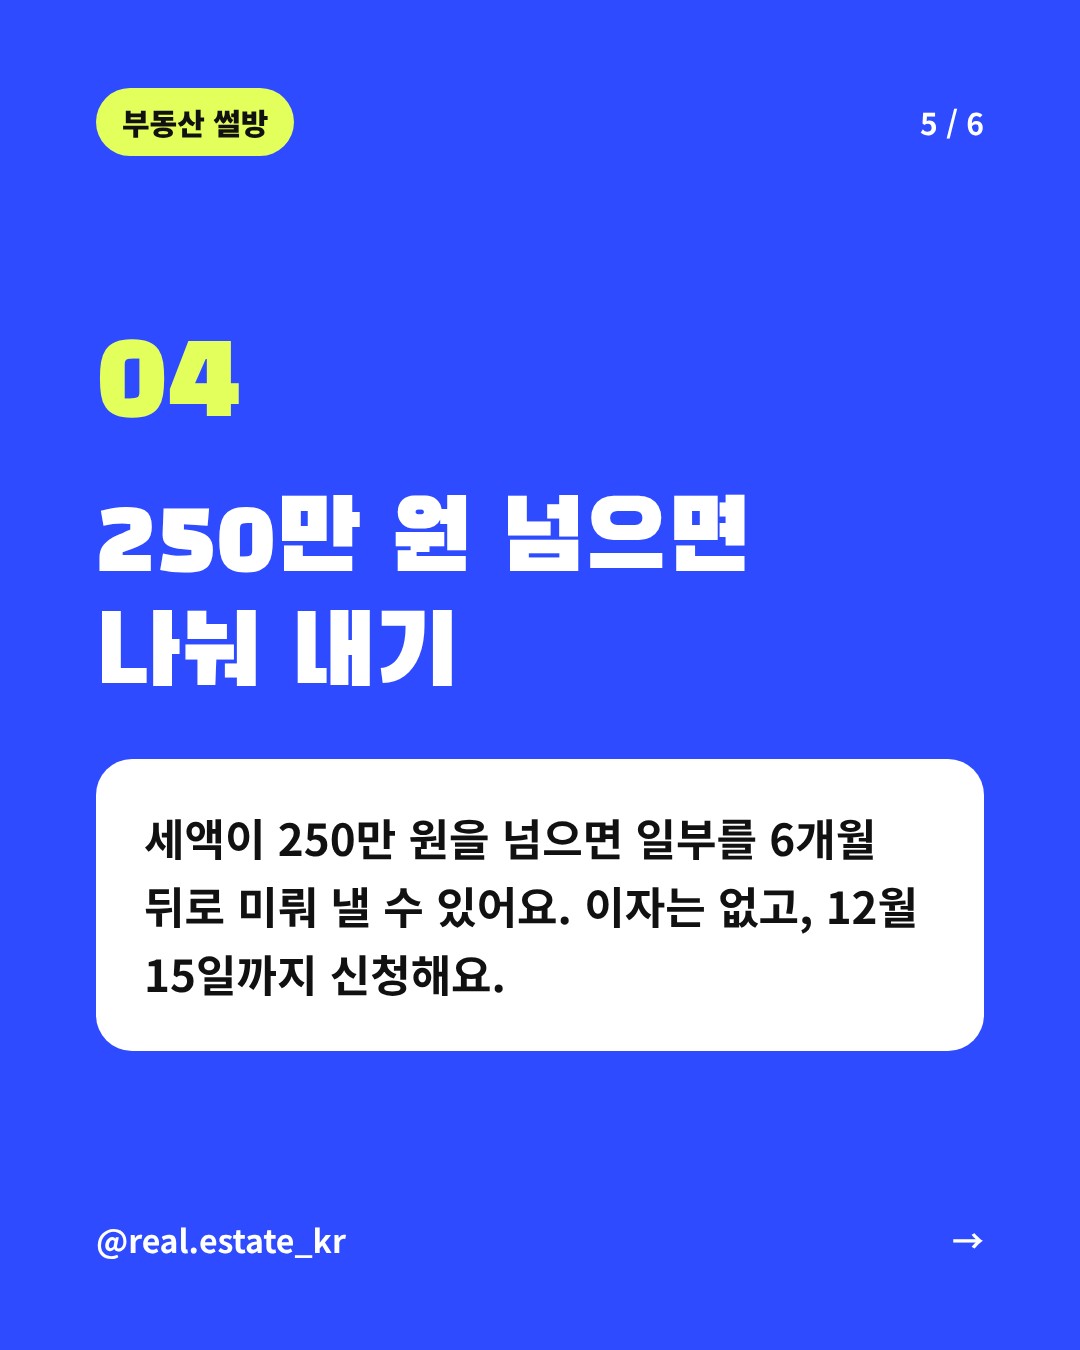 부동산 썰방
5 / 6
04
250만 원 넘으면
나눠 내기
세액이 250만 원을 넘으면 일부를 6개월
뒤로 미뤄 낼 수 있어요. 이자는 없고, 12월
15일까지 신청해요.
@real.estate_kr
→